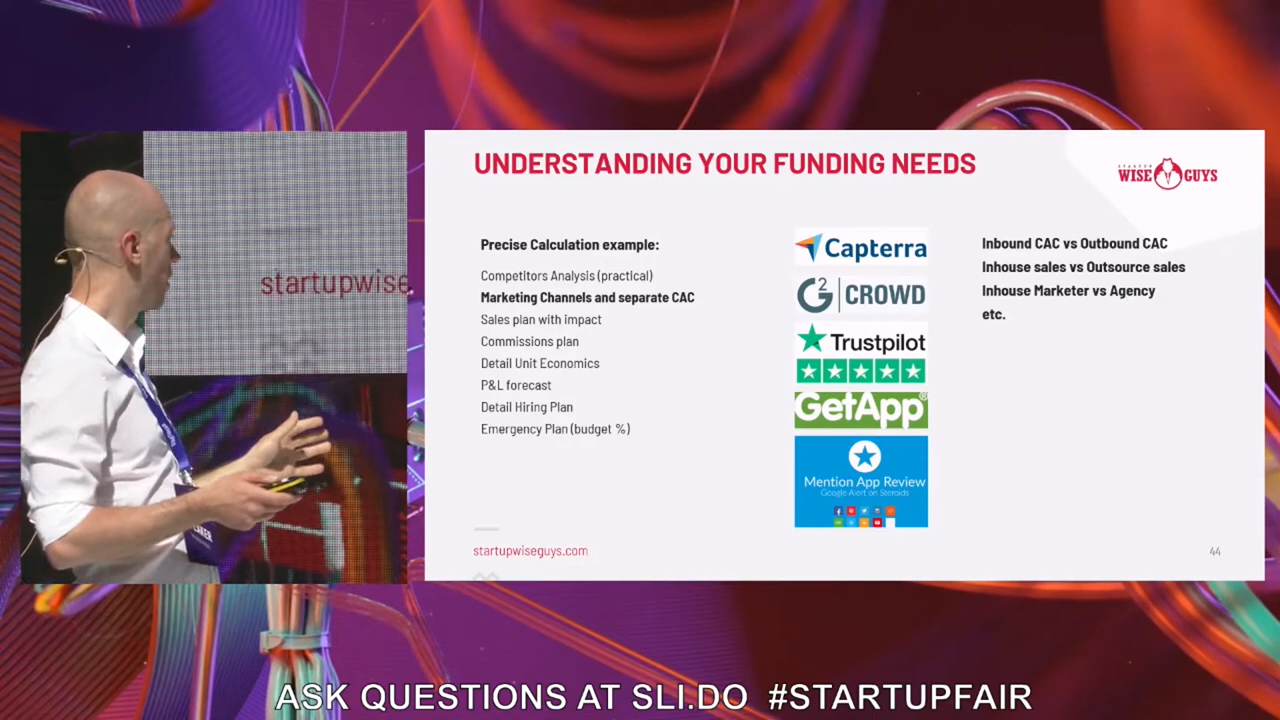 startupwise
UNDERSTANDING YOUR FUNDING NEEDS
STARTUP
WISE GUYS
Precise Calculation example:
Competitors Analysis (practical)
Marketing Channels and separate CAC
Sales plan with impact
Commissions plan
Detail Unit Economics
P&L forecast
Detail Hiring Plan
Emergency Plan (budget %)
Capterra
G2 CROWD
Trustpilot
GetApp®
Mention App Review
Google Alert on Steroids
Inbound CAC vs Outbound CAC
Inhouse sales vs Outsource sales
Inhouse Marketer vs Agency
etc.
startupwiseguys.com
44
ASK QUESTIONS AT SLI.DO #STARTUPFAIR